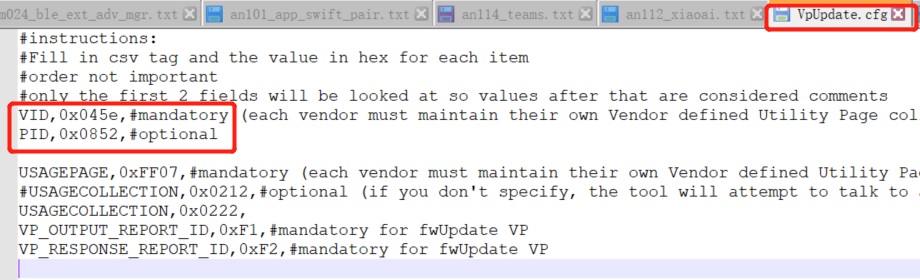 m024_ble_ext_adv_mgr.txt an101_app_swift_pair.txt an114_teams.txt an112_xiaoai.txt VpUpdate.cfg
#instructions:
#Fill in csv tag and the value in hex for each item
#order not important
#only the first 2 fields will be looked at so values after that are considered comments
VID,0x045e,#mandatory (each vendor must maintain their own Vendor defined Utility Page col
PID,0x0852,#optional
USAGEPAGE,0xFF07,#mandatory (each vendor must maintain their own Vendor defined Utility Pa
#USAGECOLLECTION,0x0212,#optional (if you don't specify, the tool will attempt to talk to
USAGECOLLECTION,0x0222,
VP_OUTPUT_REPORT_ID,0xF1,#mandatory for fwUpdate VP
VP_RESPONSE_REPORT_ID,0xF2,#mandatory for fwUpdate VP